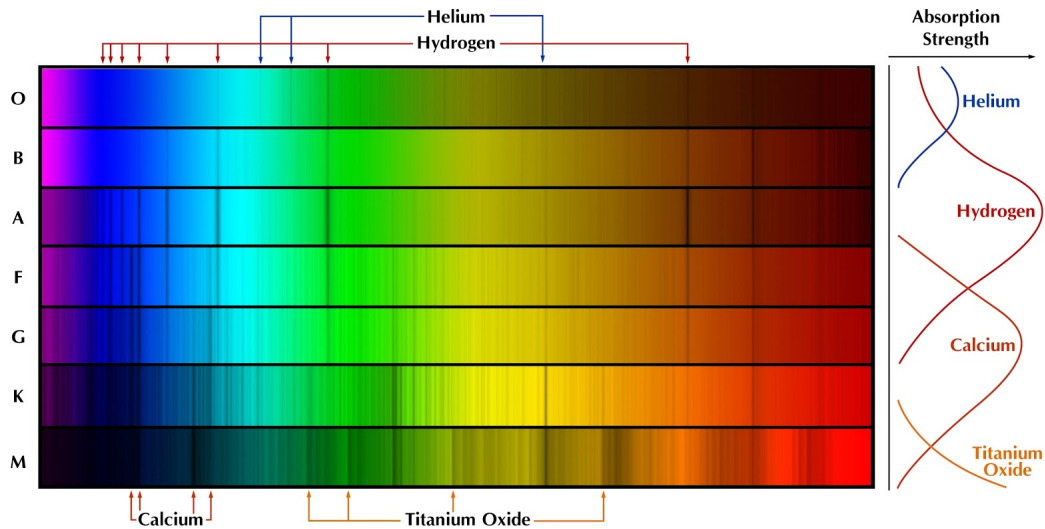 Helium
Hydrogen
Absorption
Strength
O
B
A
F
G
K
M
Helium
Hydrogen
Calcium
Titanium
Oxide
Calcium
Titanium Oxide